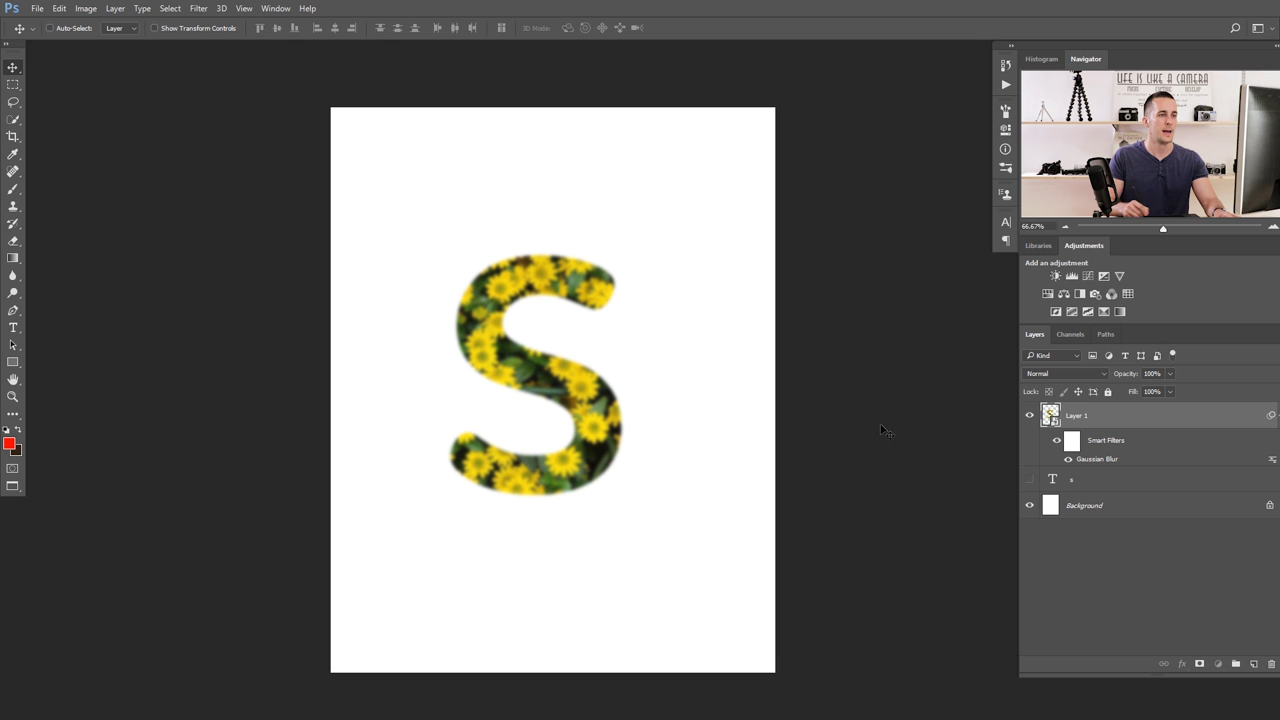 Ps File Edit Image Layer Type Select Filter 3D View Window Help
Auto-Select: Layer Show Transform Controls 3D Mode:
Histogram Navigator
LIFE IS LIKE A CAMERA
66.67%
Libraries Adjustments
Add an adjustment
Layers Channels Paths
Kind
Normal Opacity: 100%
Lock: Fill: 100%
Layer 1
Smart Filters
Gaussian Blur
T s
Background
S